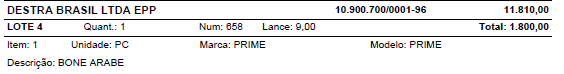 DESTRA BRASIL LTDA EPP 10.900.700/0001-96 11.810,00
LOTE 4 Quant.: 1 Num: 658 Lance: 9,00 Total: 1.800,00
Item: 1 Unidade: PC Marca: PRIME Modelo: PRIME
Descrição: BONE ARABE